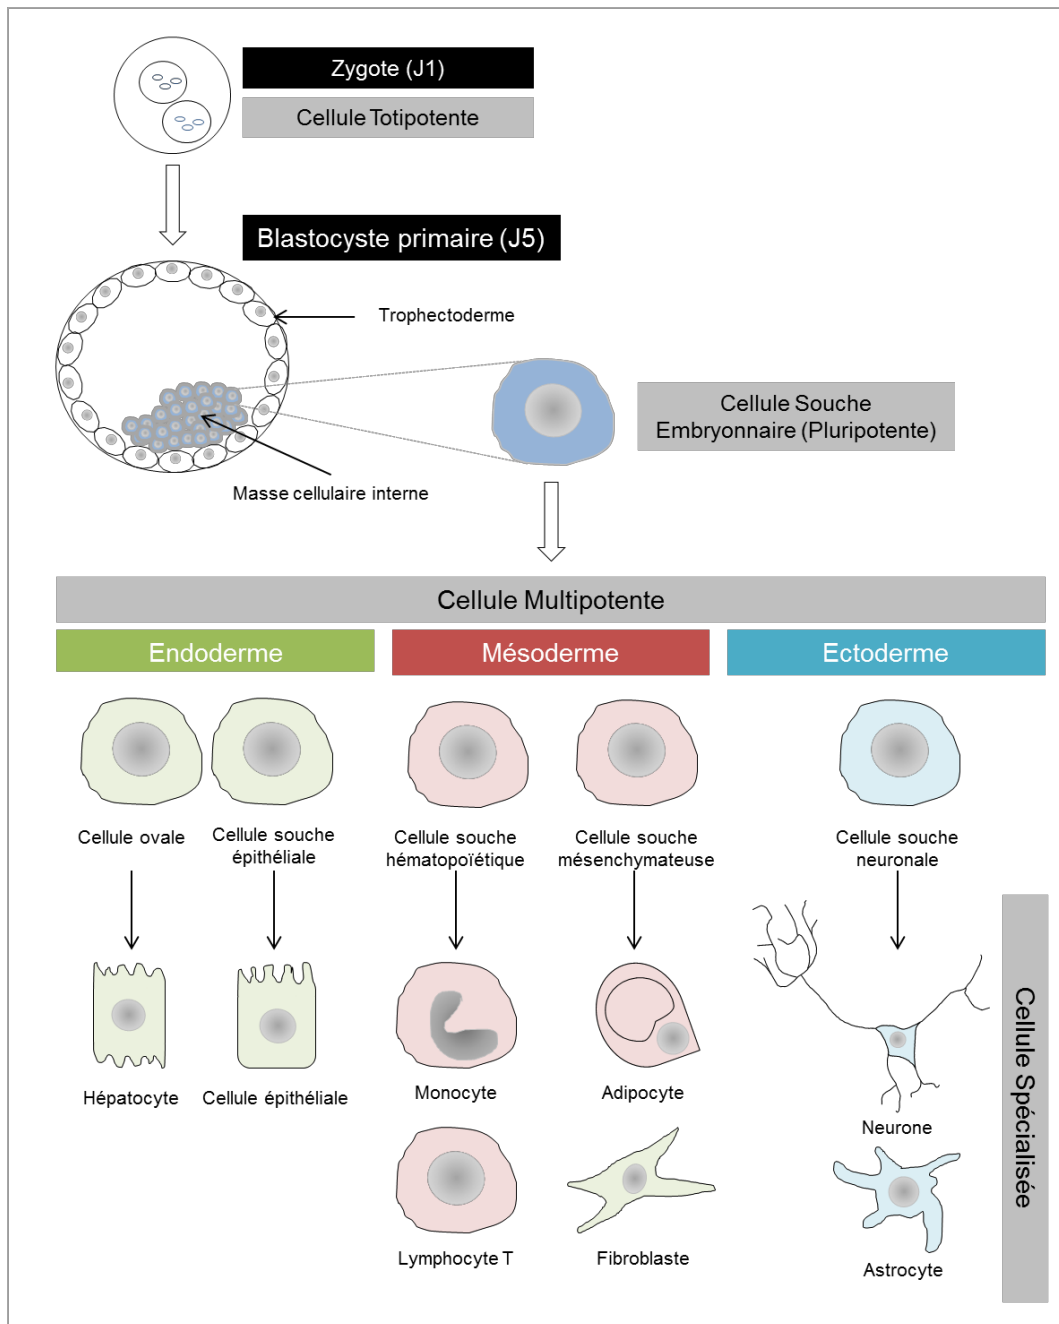 Zygote (J1)
Cellule Totipotente
Blastocyste primaire (J5)
Trophectoderme
Cellule Souche
Embryonnaire (Pluripotente)
Masse cellulaire interne
Cellule Multipotente
Endoderme
Mésoderme
Ectoderme
Cellule ovale
Cellule souche
épithéliale
Cellule souche
hématopoïétique
Cellule souche
mésenchymateuse
Cellule souche
neuronale
Hépatocyte
Cellule épithéliale
Monocyte
Adipocyte
Neurone
Lymphocyte T
Fibroblaste
Astrocyte
Cellule Spécialisée